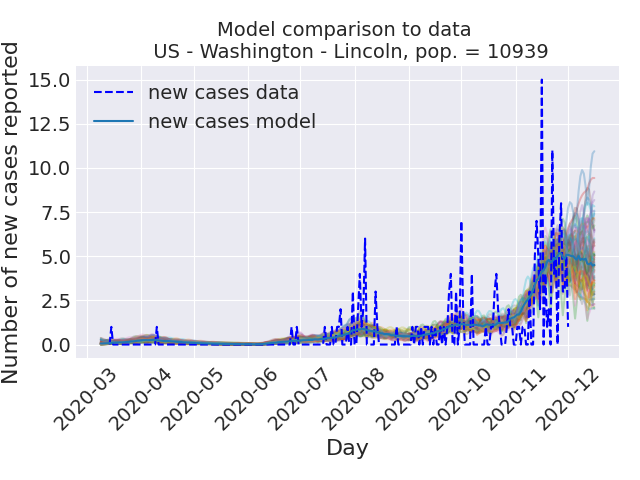 Model comparison to data
US - Washington - Lincoln, pop. = 10939
new cases data
new cases model
Number of new cases reported
15.0
12.5
10.0
7.5
5.0
2.5
0.0
2020-03
2020-04
2020-05
2020-06
2020-07
2020-08
2020-09
2020-10
2020-11
2020-12
Day